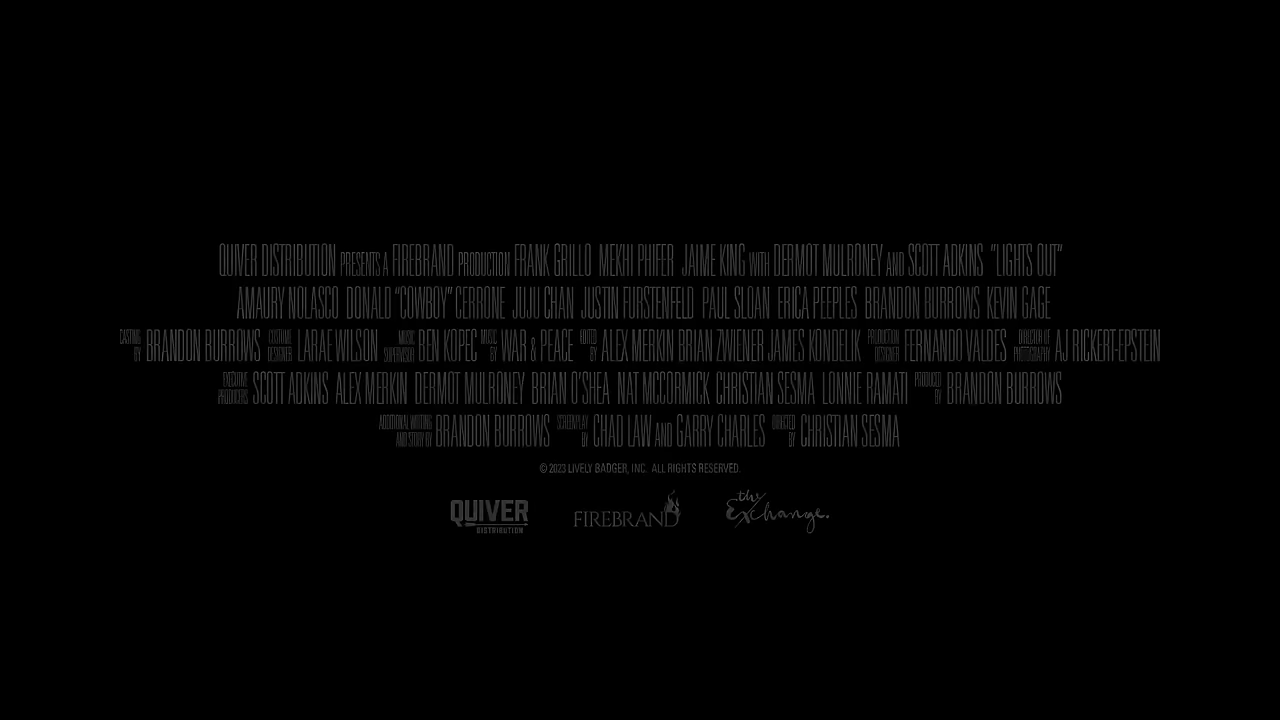 QUIVER DISTRIBUTION PRESENTS A FIREBRAND PRODUCTION FRANK GRILLO MEKHI PHIFER JAIME KING WITH DERMOT MULRONEY AND SCOTT ADKINS "LIGHTS OUT"
AMAURY NOLASCO DONALD "COWBOY" CERRONE JUJU CHAN JUSTIN FURSTENFELD PAUL SLOAN ERICA PEEPLES BRANDON BURROWS KEVIN GAGE
CASTING BY BRANDON BURROWS COSTUME DESIGNER LARAE WILSON MUSIC SUPERVISOR BEN KOPEC MUSIC BY WAR & PEACE EDITED BY ALEX MERKIN BRIAN ZWIENER JAMES KONDELIK PRODUCTION DESIGNER FERNANDO VALDES DIRECTOR OF PHOTOGRAPHY AJ RICKERT-EPSTEIN
EXECUTIVE PRODUCERS SCOTT ADKINS ALEX MERKIN DERMOT MULRONEY BRIAN O'SHEA NAT MCCORMICK CHRISTIAN SESMA LONNIE RAMATI PRODUCED BY BRANDON BURROWS
ADDITIONAL WRITING AND STORY BY BRANDON BURROWS SCREENPLAY BY CHAD LAW AND GARRY CHARLES DIRECTED BY CHRISTIAN SESMA
© 2023 LIVELY BADGER, INC. ALL RIGHTS RESERVED.
QUIVER DISTRIBUTION FIREBRAND the Exchange.